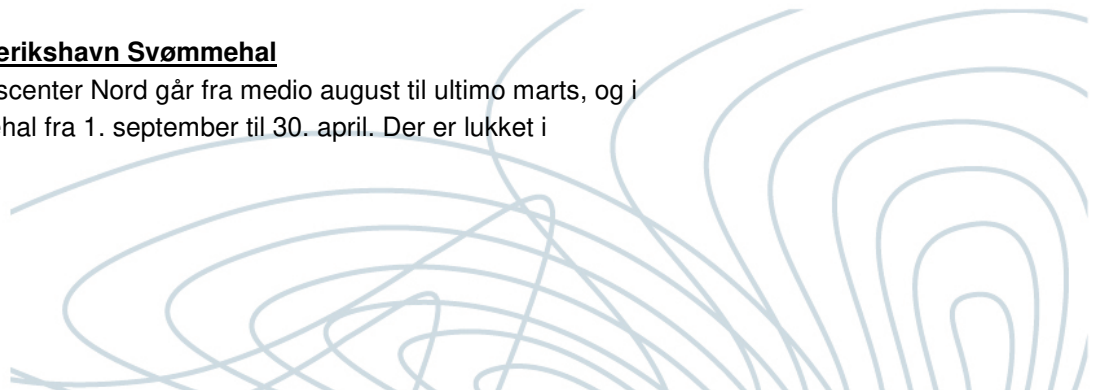 erikshavn Svømmehal
scenter Nord går fra medio august til ultimo marts, og i
ehal fra 1. september til 30. april. Der er lukket i